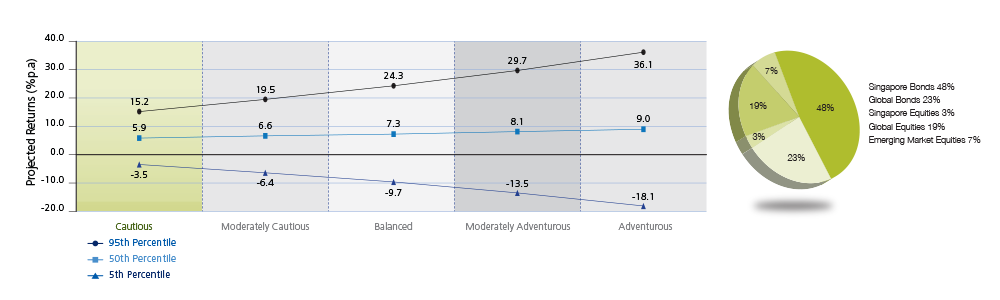 Projected Returns (%p.a)
40.0
30.0
20.0
10.0
0.0
-10.0
-20.0
15.2
19.5
24.3
29.7
36.1
5.9
6.6
7.3
8.1
9.0
-3.5
-6.4
-9.7
-13.5
-18.1
Cautious
Moderately Cautious
Balanced
Moderately Adventurous
Adventurous
95th Percentile
50th Percentile
5th Percentile
7%
48%
19%
3%
23%
Singapore Bonds 48%
Global Bonds 23%
Singapore Equities 3%
Global Equities 19%
Emerging Market Equities 7%